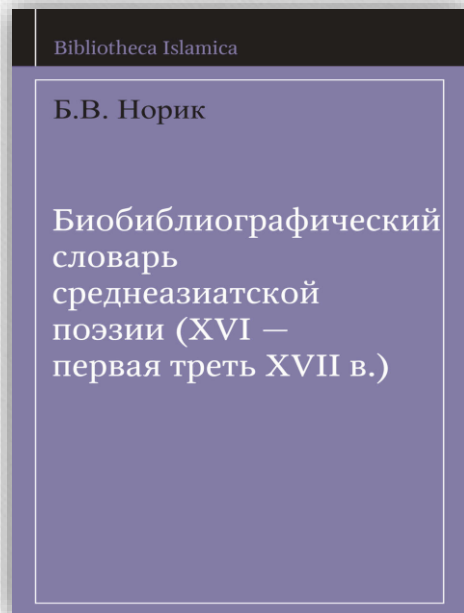 Bibliotheca Islamica
Б.В. Норик
Биобиблиографический
словарь
среднеазиатской
поэзии (XVI —
первая треть XVII в.)